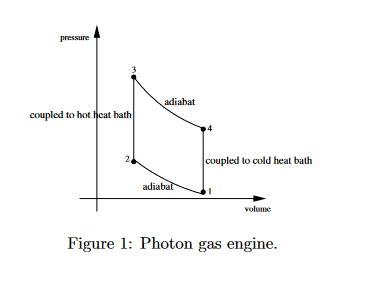 pressure
3
adiabat
coupled to hot heat bath
4
2
coupled to cold heat bath
adiabat
1
volume
Figure 1: Photon gas engine.